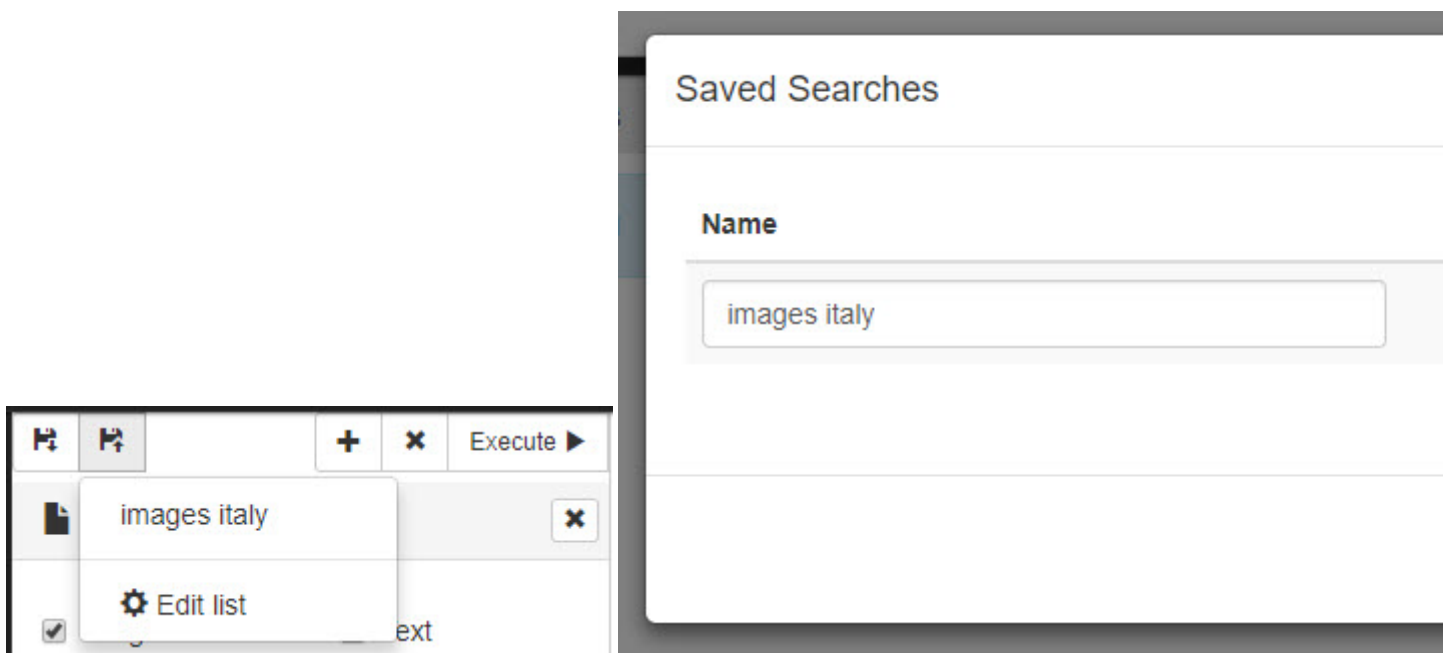 Saved Searches
Name
images italy
Execute
images italy
Edit list
ext